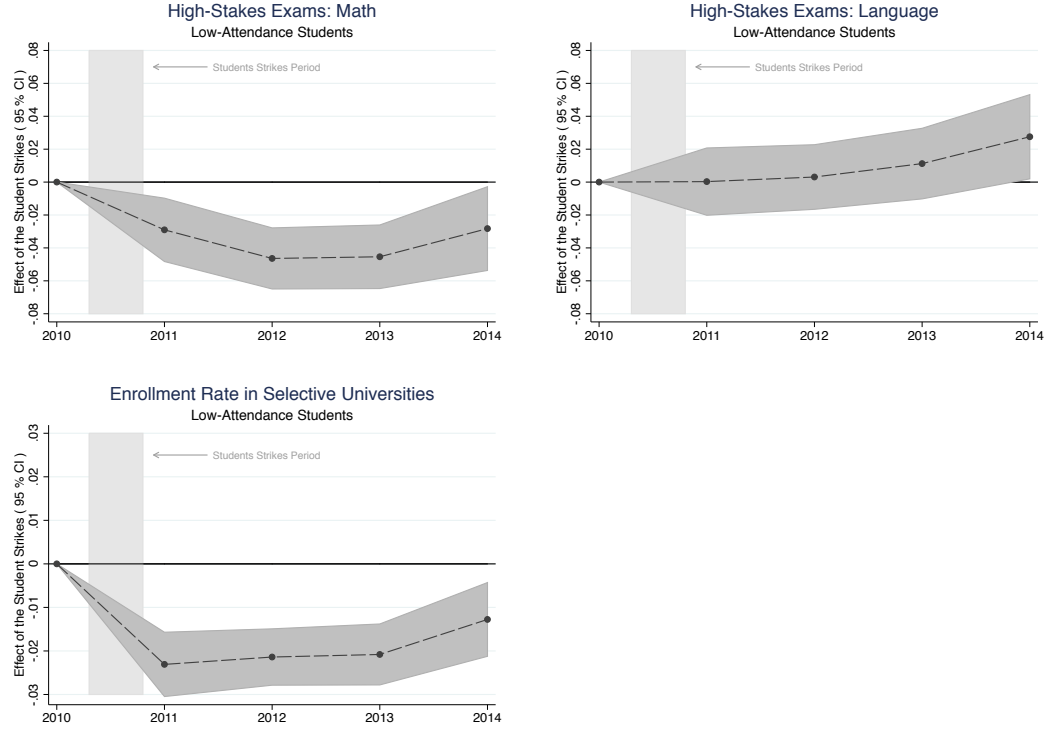 High-Stakes Exams: Math
Low-Attendance Students
Effect of the Student Strikes ( 95 % CI )
.08
.06
.04
.02
0
-.02
-.04
-.06
-.08
Students Strikes Period
2010 2011 2012 2013 2014
High-Stakes Exams: Language
Low-Attendance Students
Effect of the Student Strikes ( 95 % CI )
.08
.06
.04
.02
0
-.02
-.04
-.06
-.08
Students Strikes Period
2010 2011 2012 2013 2014
Enrollment Rate in Selective Universities
Low-Attendance Students
Effect of the Student Strikes ( 95 % CI )
.03
.02
.01
0
-.01
-.02
-.03
Students Strikes Period
2010 2011 2012 2013 2014